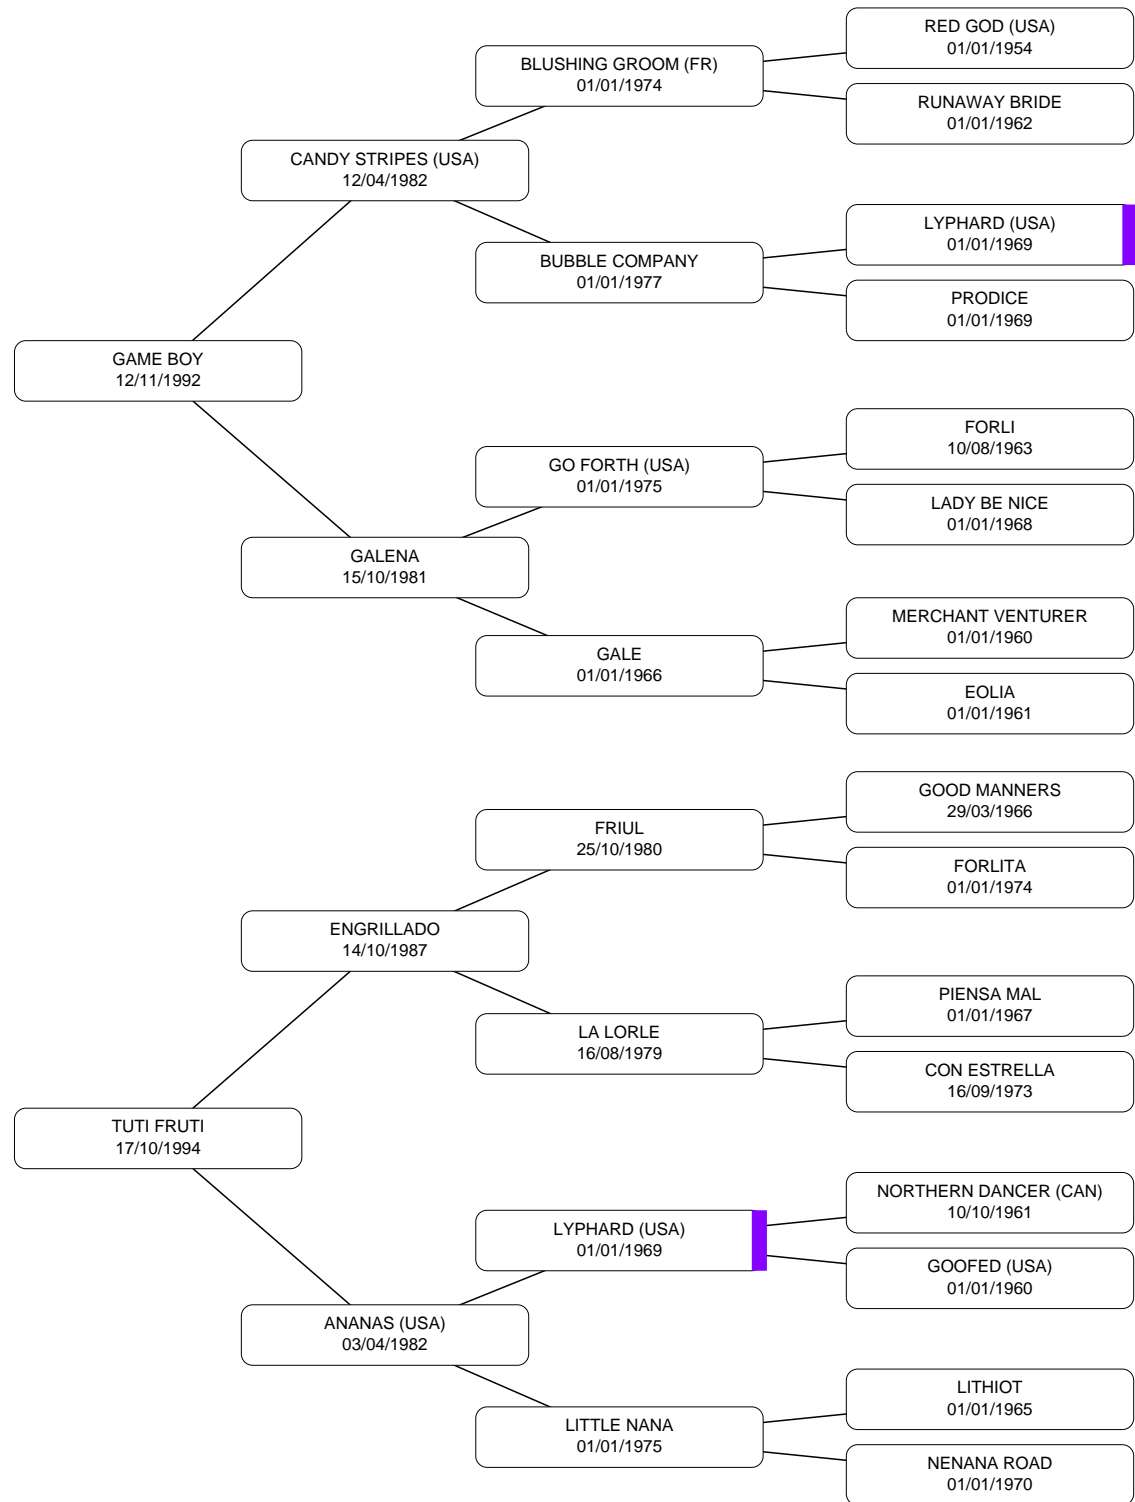 RED GOD (USA)
01/01/1954
BLUSHING GROOM (FR)
01/01/1974
RUNAWAY BRIDE
01/01/1962
CANDY STRIPES (USA)
12/04/1982
LYPHARD (USA)
01/01/1969
BUBBLE COMPANY
01/01/1977
PRODICE
01/01/1969
GAME BOY
12/11/1992
FORLI
10/08/1963
GO FORTH (USA)
01/01/1975
LADY BE NICE
01/01/1968
GALENA
15/10/1981
MERCHANT VENTURER
01/01/1960
GALE
01/01/1966
EOLIA
01/01/1961
GOOD MANNERS
29/03/1966
FRIUL
25/10/1980
FORLITA
01/01/1974
ENGRILLADO
14/10/1987
PIENSA MAL
01/01/1967
LA LORLE
16/08/1979
CON ESTRELLA
16/09/1973
TUTI FRUTI
17/10/1994
NORTHERN DANCER (CAN)
10/10/1961
LYPHARD (USA)
01/01/1969
GOOFED (USA)
01/01/1960
ANANAS (USA)
03/04/1982
LITHIOT
01/01/1965
LITTLE NANA
01/01/1975
NENANA ROAD
01/01/1970